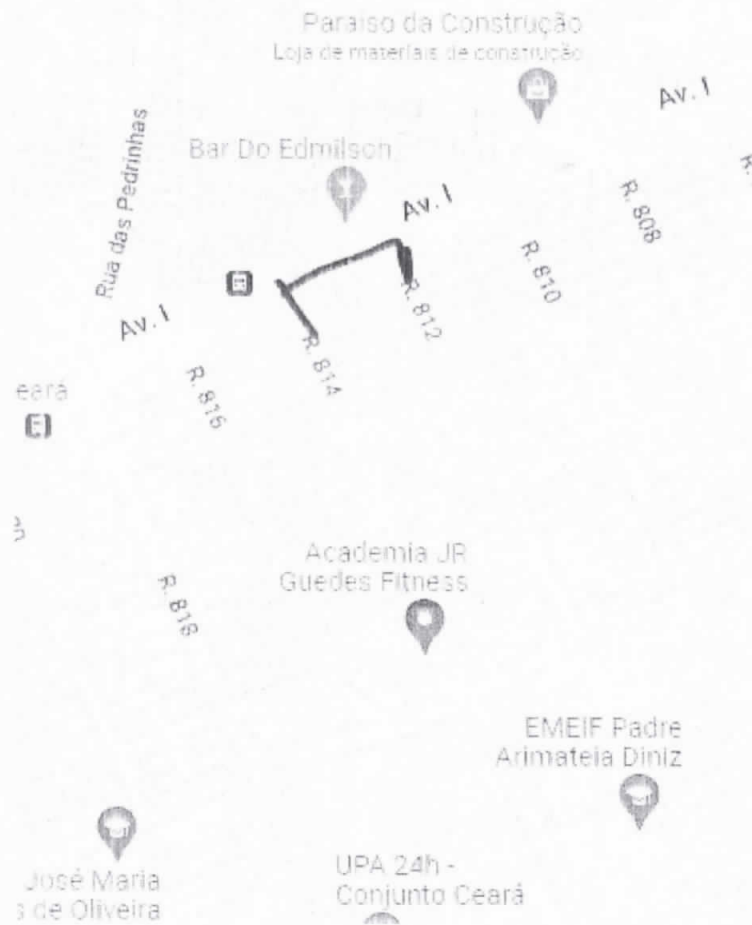 Paraiso da Construção
Loja de materiais de construção
Av. I
Rua das Pedrinhas
Bar Do Edmilson
Av. I
R. 808
R. 810
R. 812
Av. I
R. 814
R. 816
eará
R. 818
Academia JR
Guedes Fitness
EMEIF Padre
Arimateia Diniz
José Maria
s de Oliveira
UPA 24h -
Conjunto Ceará